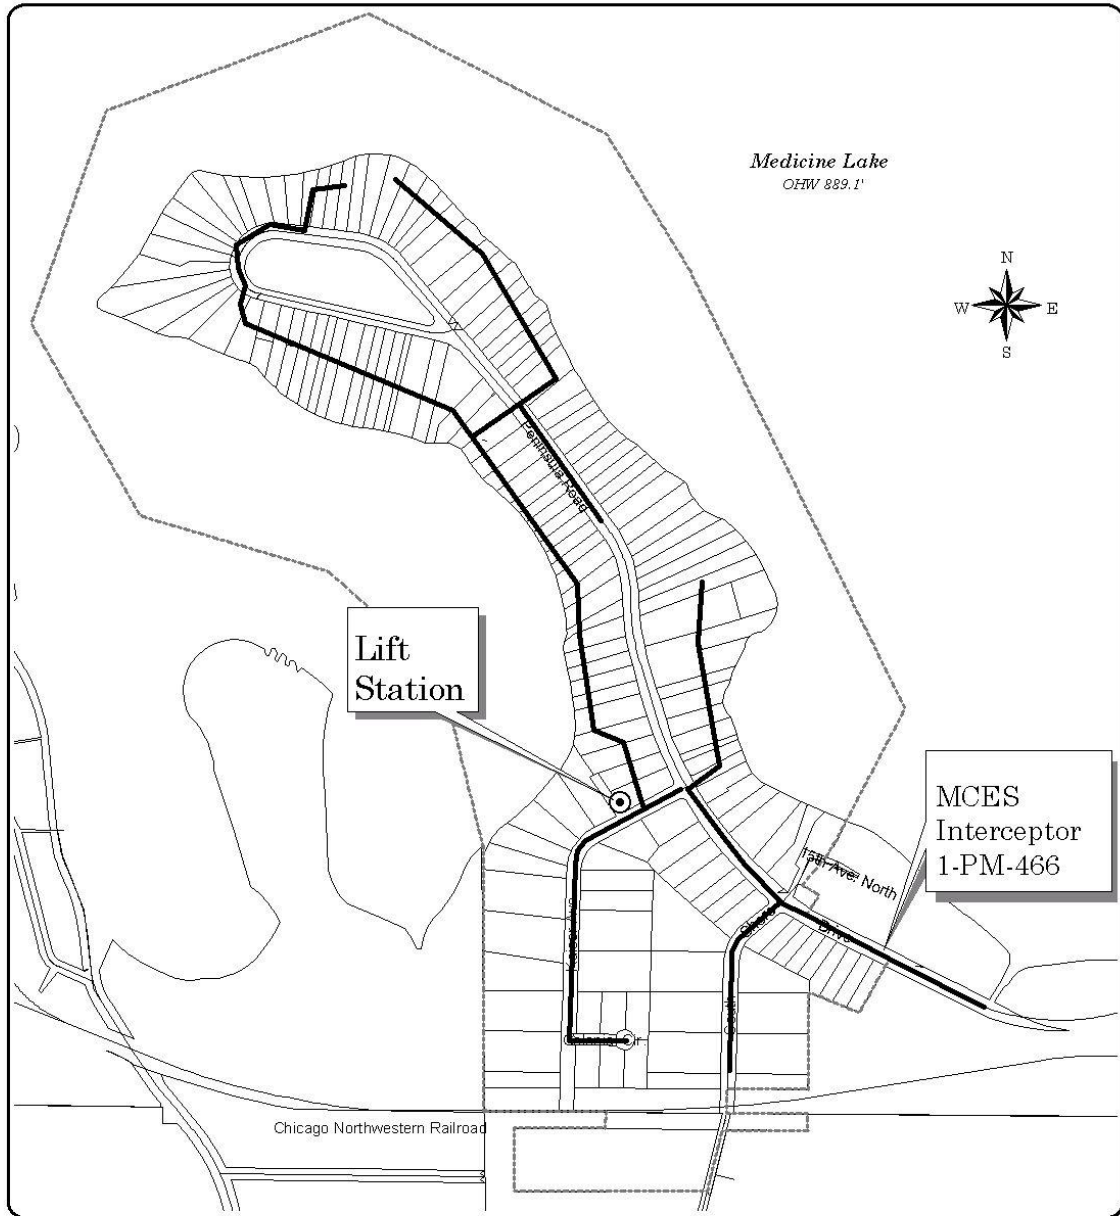 Medicine Lake
OHW 889.1'
N
W
E
S
Peninsula Road
Lift
Station
MCES
Interceptor
1-PM-466
15th Ave. North
Shore
Drive
South
Chicago Northwestern Railroad